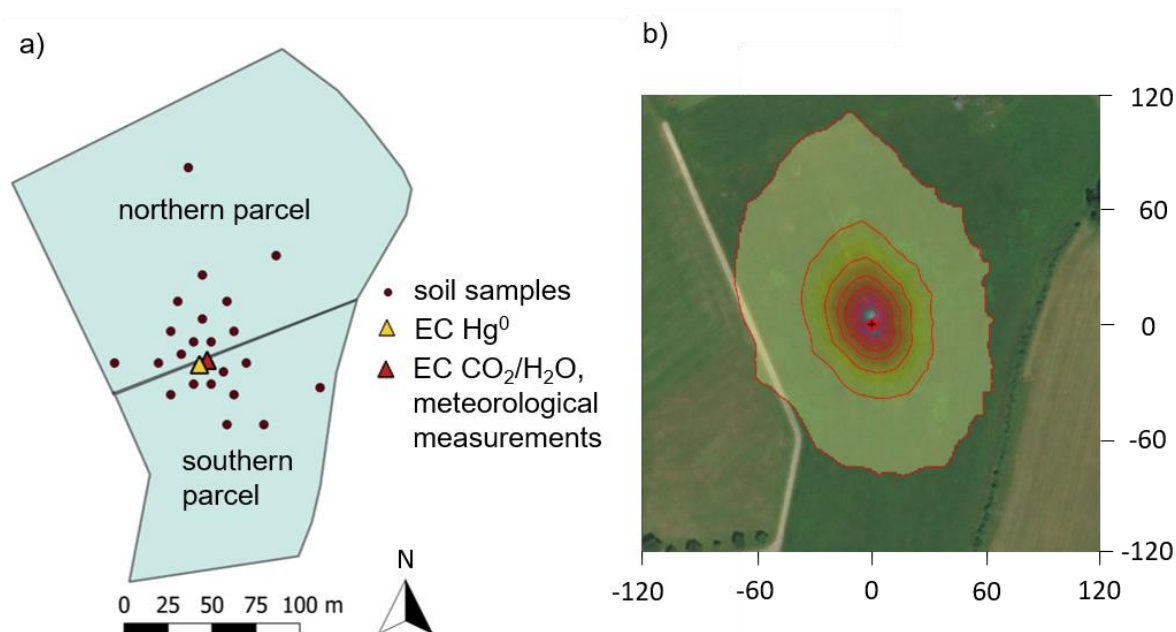 a)
northern parcel
soil samples
EC Hg⁰
EC CO₂/H₂O,
meteorological
measurements
southern
parcel
N
0 25 50 75 100 m
b)
120
60
0
-60
-120
-120 -60 0 60 120